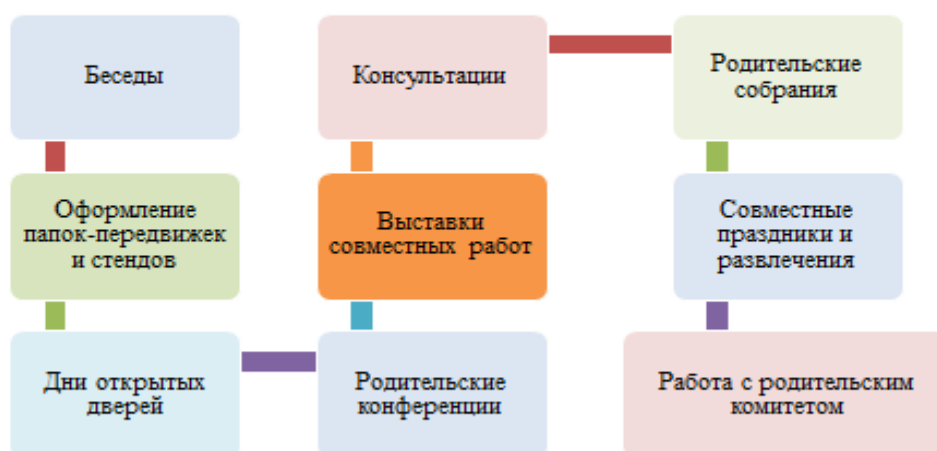 Беседы
Оформление
папок-передвижек
и стендов
Дни открытых
дверей
Родительские
конференции
Выставки
совместных работ
Консультации
Родительские
собрания
Совместные
праздники и
развлечения
Работа с родительским
комитетом